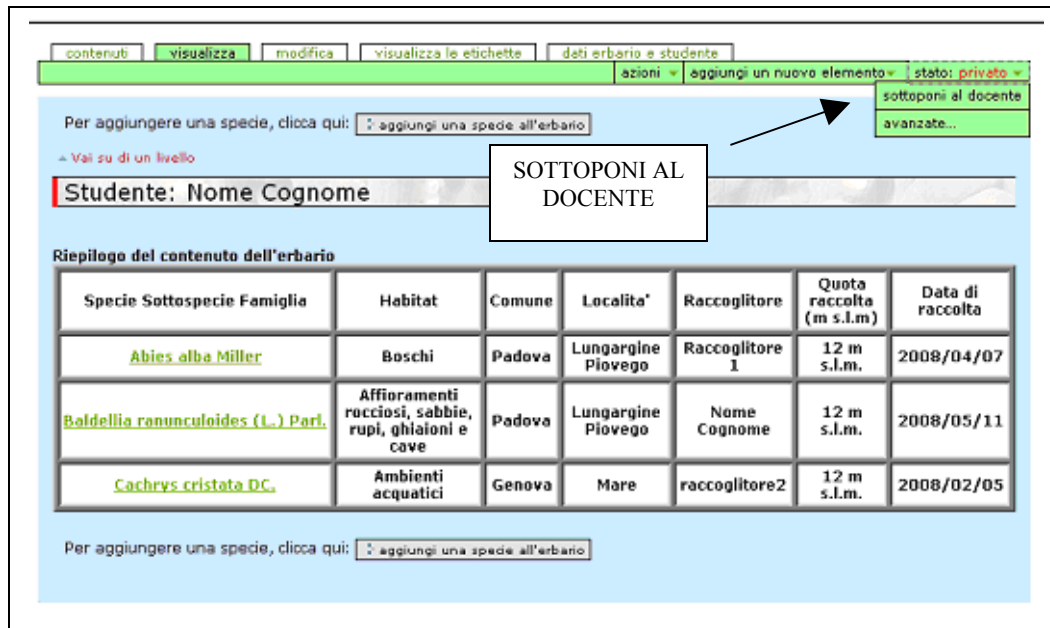 contenuti visualizza modifica visualizza le etichette dati erbario e studente
azioni aggiungi un nuovo elemento stato: privato
sottoponi al docente
avanzate...
Per aggiungere una specie, clicca qui: aggiungi una specie all'erbario
Vai su di un livello
SOTTOPONI AL
DOCENTE
Studente: Nome Cognome
Riepilogo del contenuto dell'erbario
Specie Sottospecie Famiglia Habitat Comune Localita' Raccoglitore Quota raccolta (m s.l.m) Data di raccolta
Abies alba Miller Boschi Padova Lungargine Piovego Raccoglitore 1 12 m s.l.m. 2008/04/07
Baldellia ranunculoides (L.) Parl. Affioramenti rocciosi, sabbie, rupi, ghiaioni e cave Padova Lungargine Piovego Nome Cognome 12 m s.l.m. 2008/05/11
Cachrys cristata DC. Ambienti acquatici Genova Mare raccoglitore2 12 m s.l.m. 2008/02/05
Per aggiungere una specie, clicca qui: aggiungi una specie all'erbario